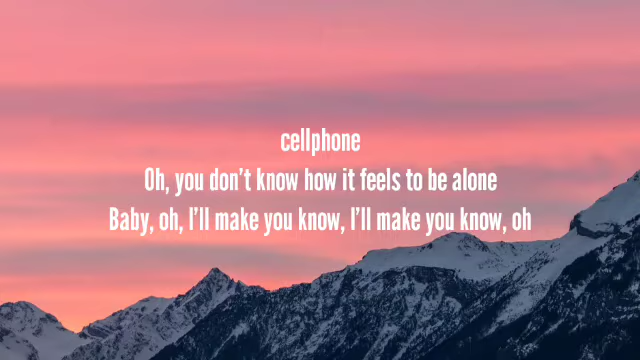 cellphone
Oh, you don't know how it feels to be alone
Baby, oh, I'll make you know, I'll make you know, oh